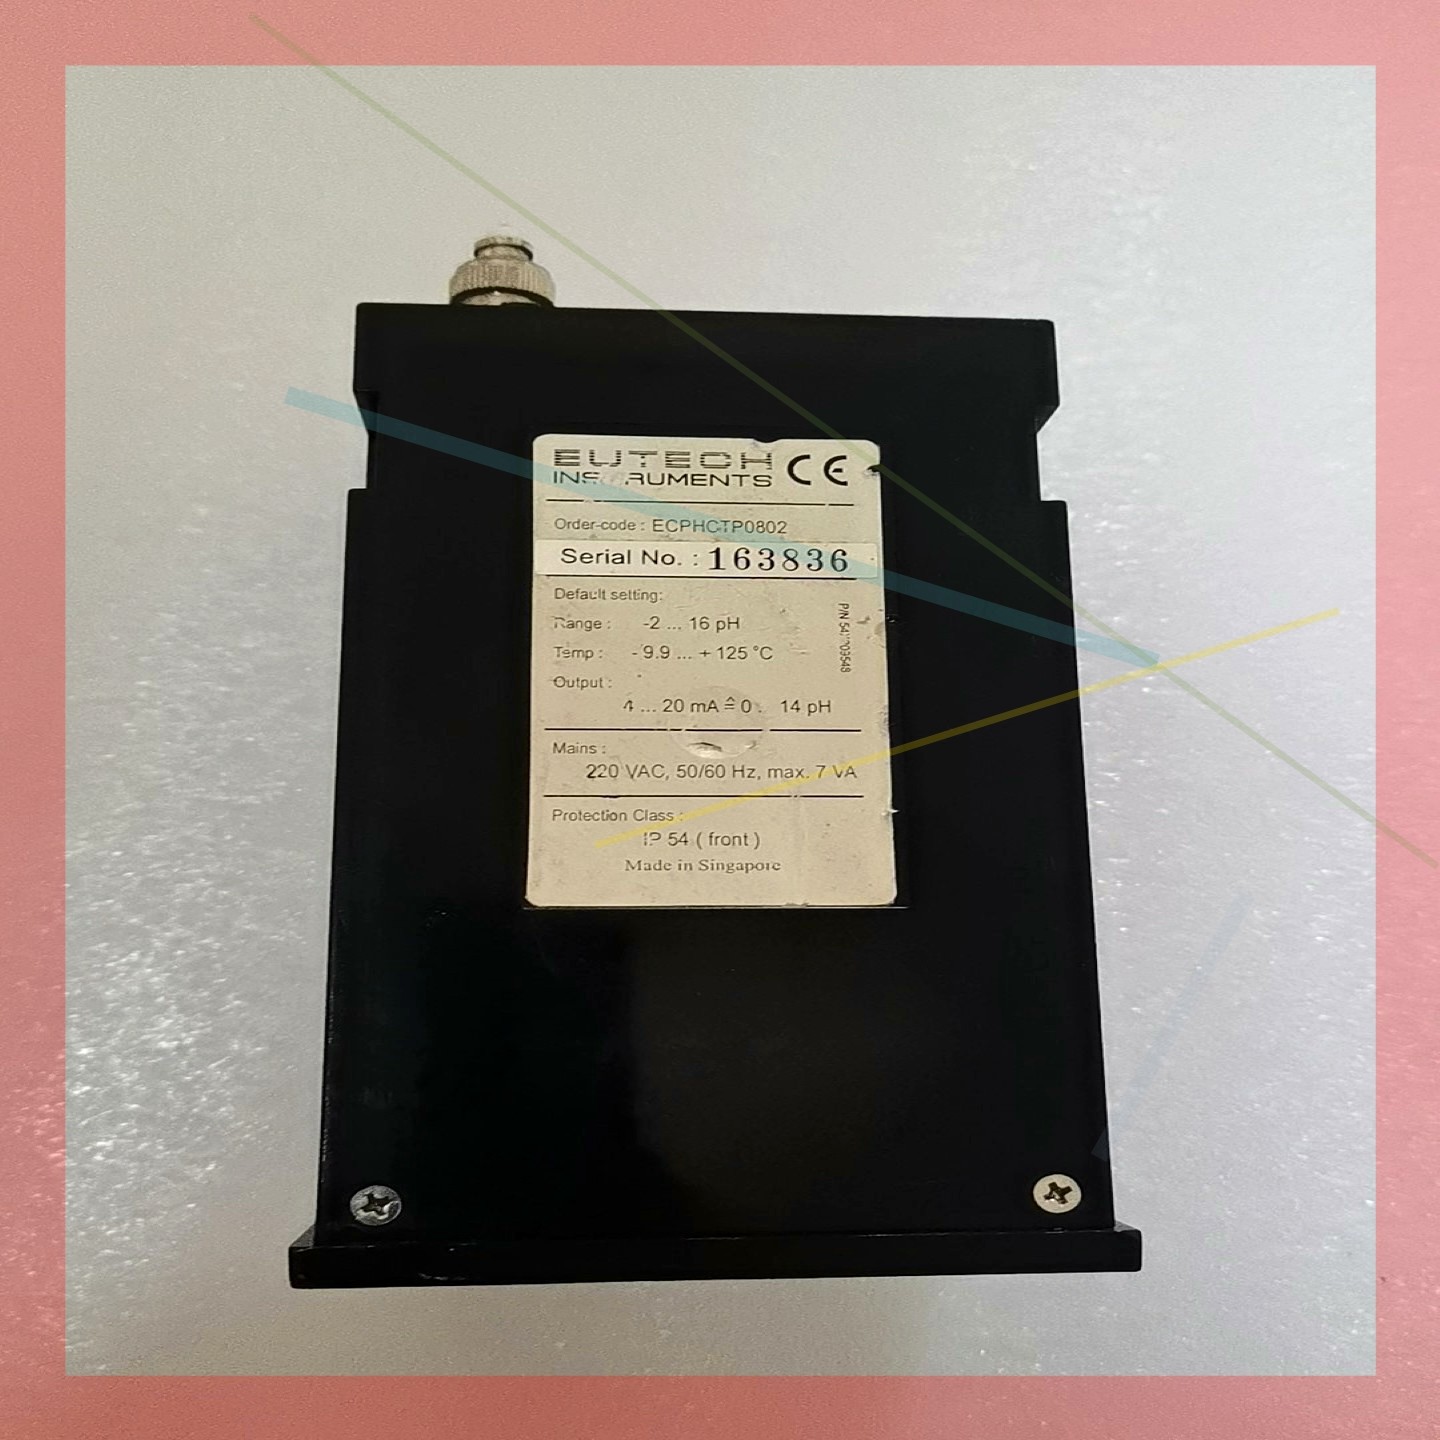 EUTECH CE
INSTRUMENTS
Order-code : ECPHCTP0802
Serial No. : 163836
Default setting:
Range : -2 ... 16 pH
Temp : - 9.9 ... + 125 °C
Output :
4 ... 20 mA ≙ 0 .. 14 pH
Mains :
220 VAC, 50/60 Hz, max. 7 VA
Protection Class :
IP 54 ( front )
Made in Singapore
P/N